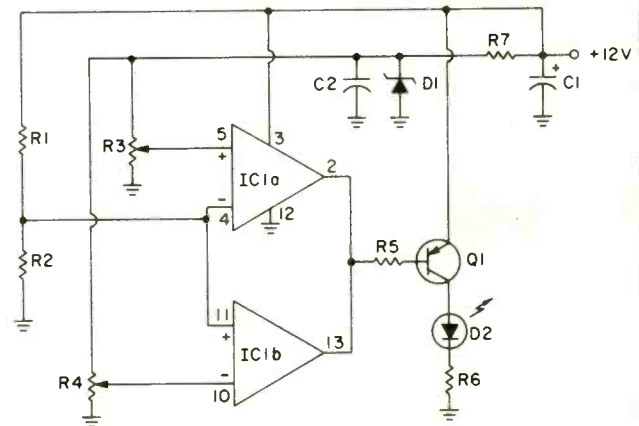 R7
+12V
+
C2
D1
C1
R1
R3
5
+
3
2
IC1a
-
4
12
R2
R5
Q1
11
+
13
IC1b
D2
R4
-
10
R6